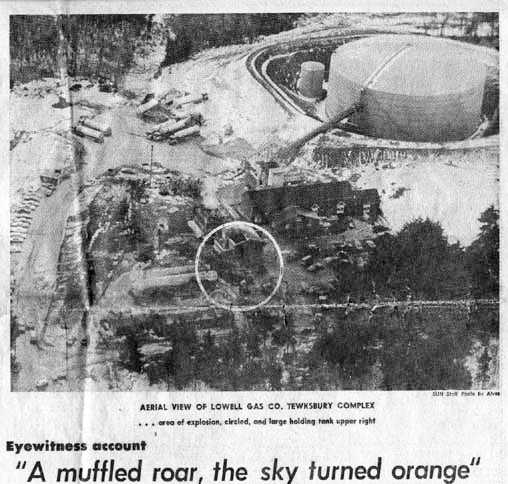 SUN Staff Photo by Alves
AERIAL VIEW OF LOWELL GAS CO. TEWKSBURY COMPLEX
. . . area of explosion, circled, and large holding tank upper right
Eyewitness account
"A muffled roar, the sky turned orange"